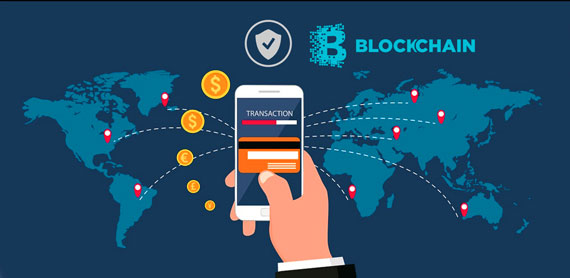 BLOCKCHAIN
TRANSACTION
$
$
€
£